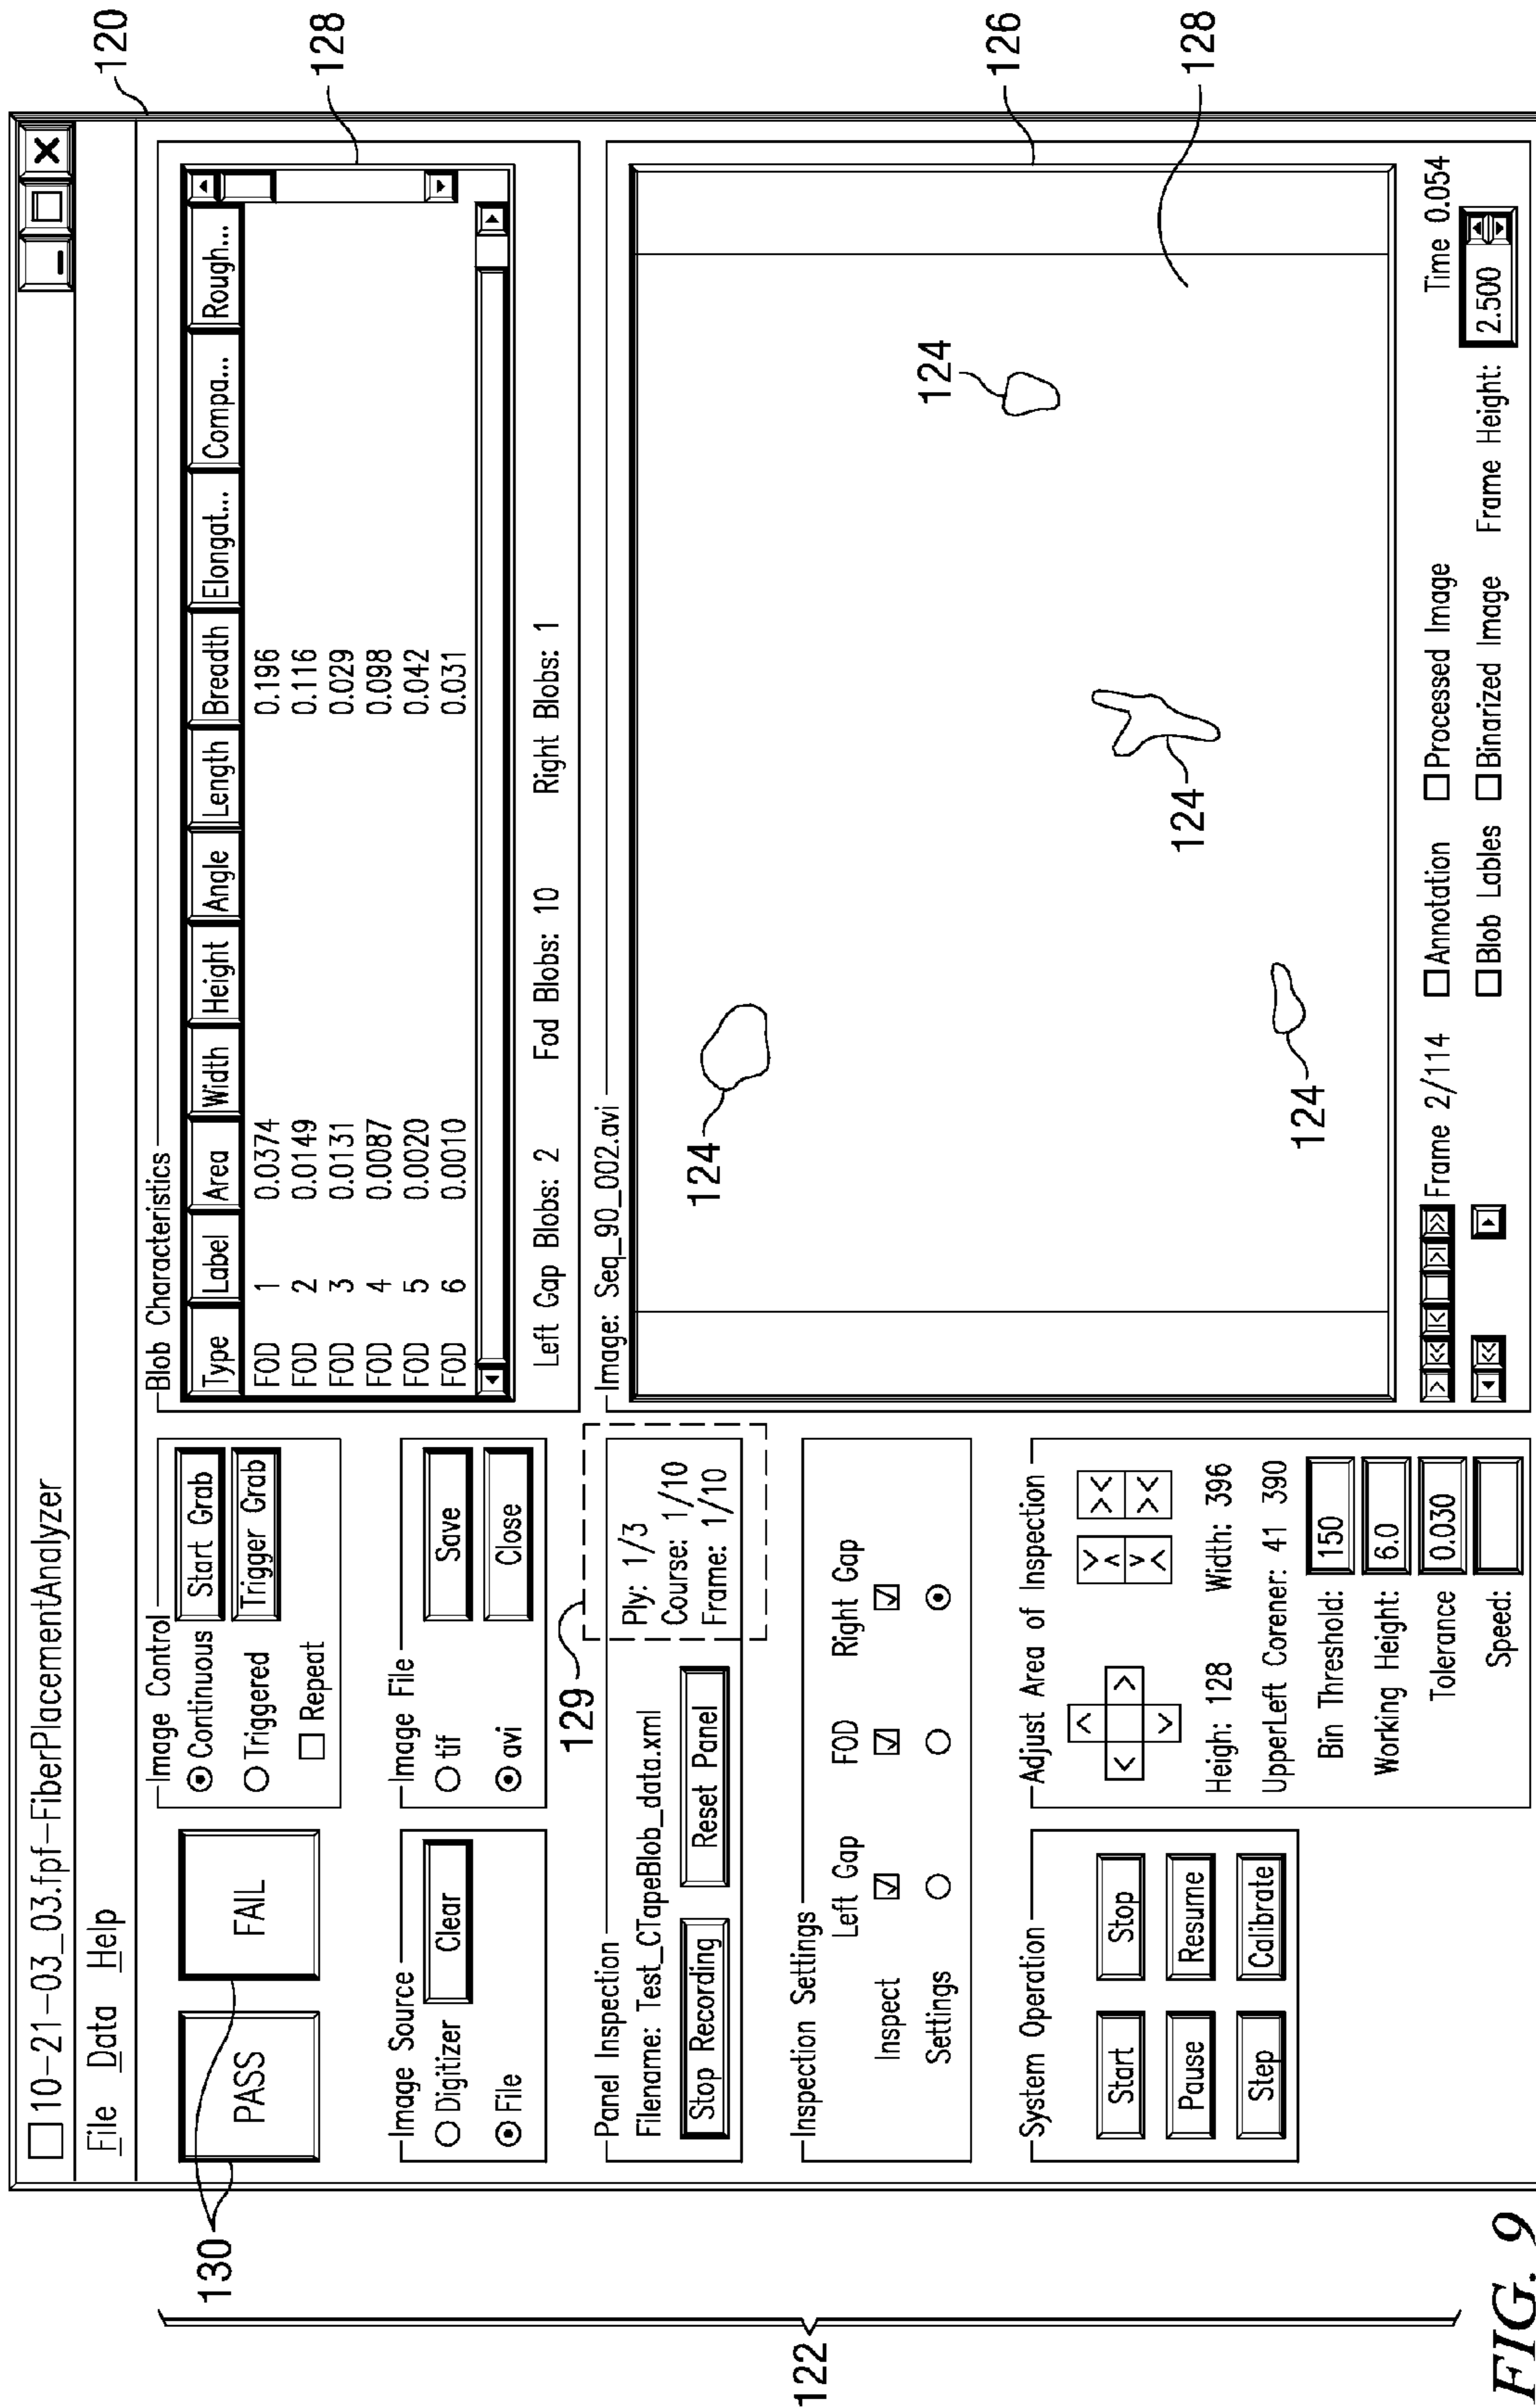 10-21-03_03.fpf-FiberPlacementAnalyzer
File Data Help
120
130
PASS
FAIL
Image Control
Continuous Start Grab
Triggered Trigger Grab
Repeat
Image Source
Digitizer Clear
File
Image File
tif Save
avi Close
129
Panel Inspection
Filename: Test_CTapeBlob_data.xml
Stop Recording Reset Panel
Ply: 1/3
Course: 1/10
Frame: 1/10
Inspection Settings
Left Gap FOD Right Gap
Inspect
Settings
System Operation
Start Stop
Pause Resume
Step Calibrate
Adjust Area of Inspection
Heigh: 128 Width: 396
UpperLeft Corener: 41 390
Bin Threshold: 150
Working Height: 6.0
Tolerance 0.030
Speed:
122
Blob Characteristics
128
Type Label Area Width Height Angle Length Breadth Elongat... Compa... Rough...
FOD 1 0.0374 0.196
FOD 2 0.0149 0.116
FOD 3 0.0131 0.029
FOD 4 0.0087 0.098
FOD 5 0.0020 0.042
FOD 6 0.0010 0.031
Left Gap Blobs: 2 Fod Blobs: 10 Right Blobs: 1
Image: Seq_90_002.avi
126
124
124
124
124
128
Frame 2/114 Annotation Processed Image Time 0.054
Blob Lables Binarized Image Frame Height: 2.500
FIG. 9